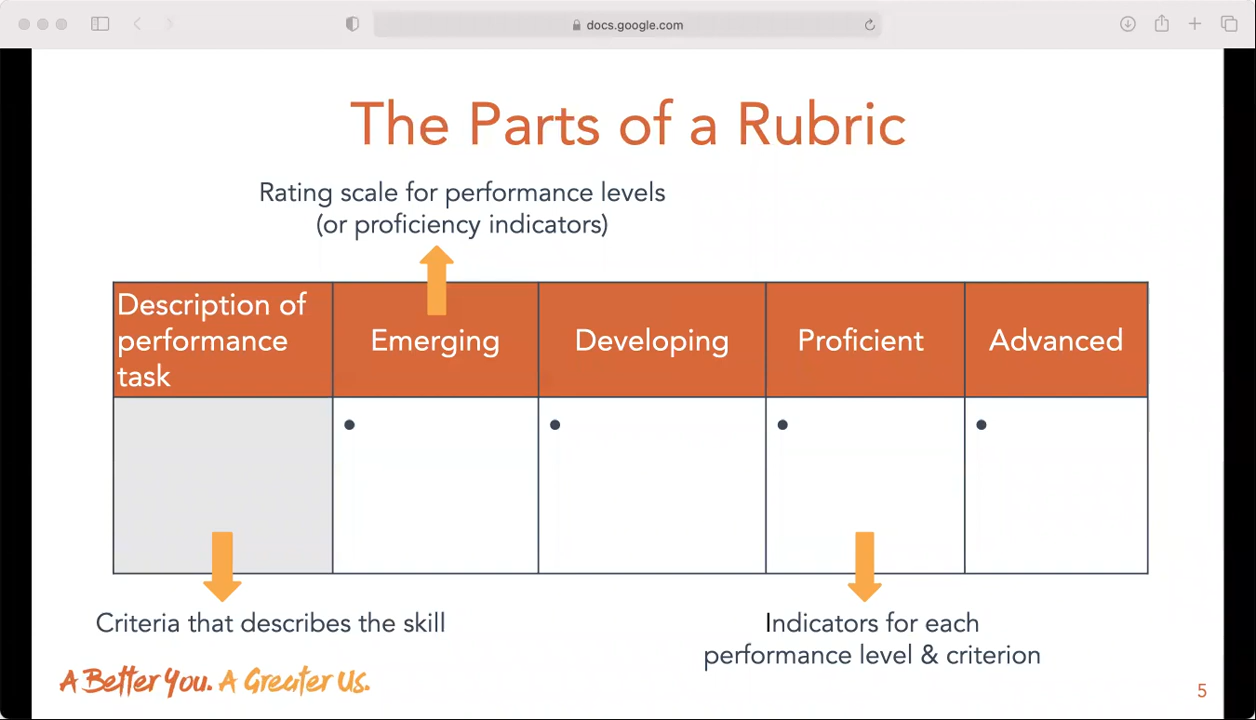 docs.google.com
The Parts of a Rubric
Rating scale for performance levels
(or proficiency indicators)
Description of
performance
task
Emerging
Developing
Proficient
Advanced
•
•
•
•
Criteria that describes the skill
Indicators for each
performance level & criterion
A Better You. A Greater Us.
5